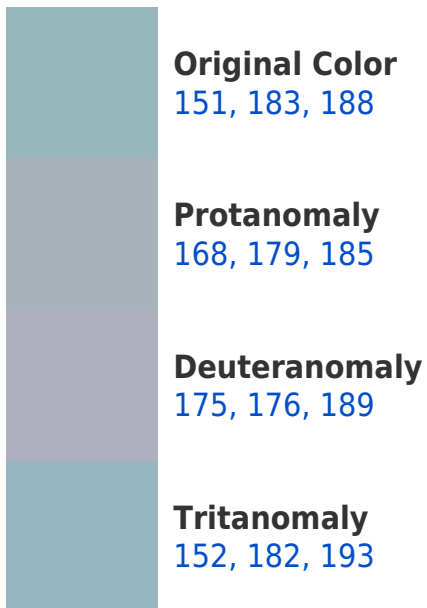 Original Color
151, 183, 188
Protanomaly
168, 179, 185
Deuteranomaly
175, 176, 189
Tritanomaly
152, 182, 193